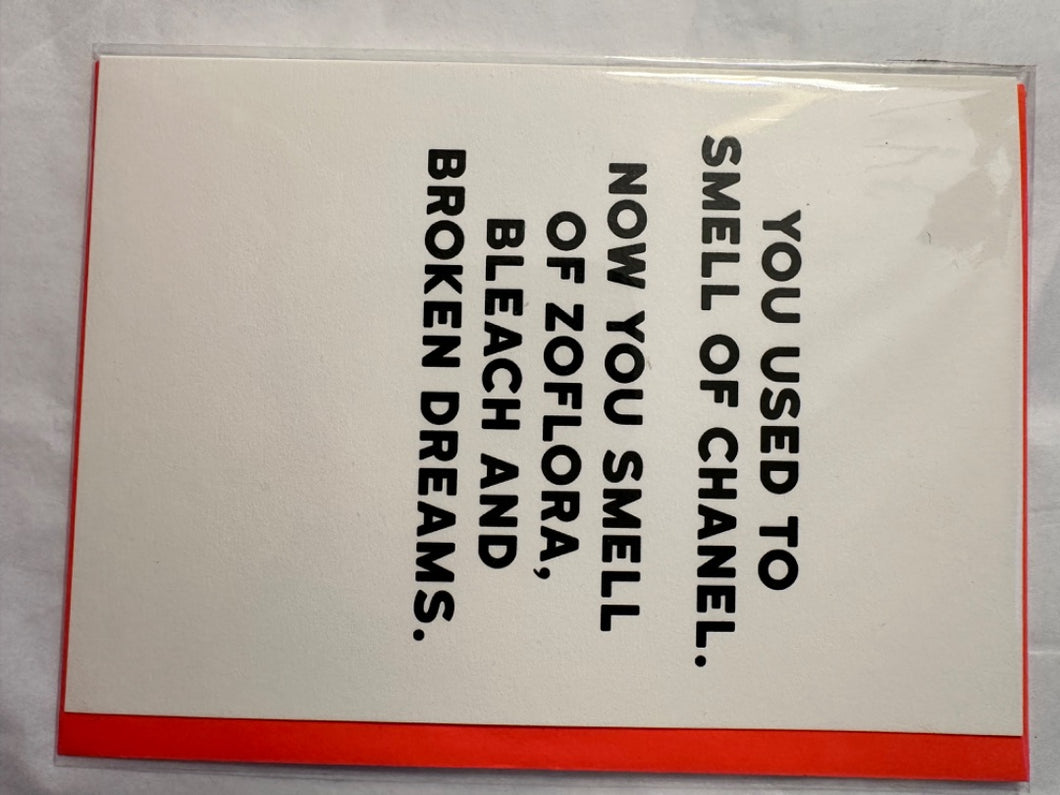 YOU USED TO
SMELL OF CHANEL.
NOW YOU SMELL
OF ZOFLORA,
BLEACH AND
BROKEN DREAMS.